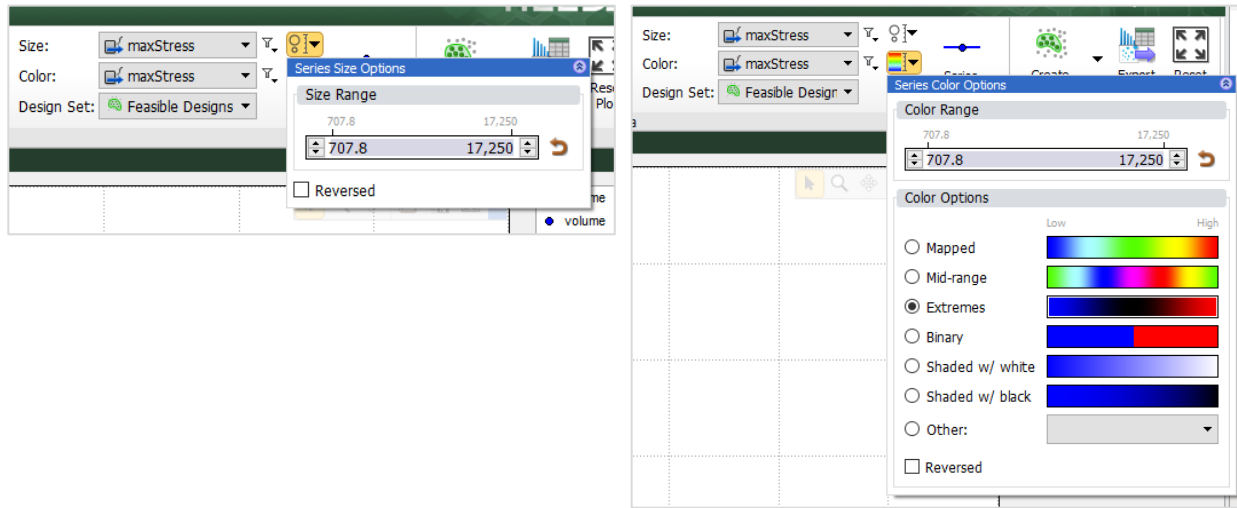 Size: maxStress
Color: maxStress
Design Set: Feasible Designs
Series Size Options
Size Range
707.8 17,250
707.8 17,250
Reversed
volume
Size: maxStress
Color: maxStress
Design Set: Feasible Design
Series Color Options
Color Range
707.8 17,250
707.8 17,250
Color Options
Low High
Mapped
Mid-range
Extremes
Binary
Shaded w/ white
Shaded w/ black
Other:
Reversed